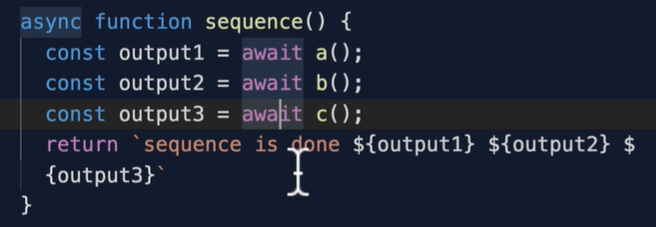 async function sequence() {
const output1 = await a();
const output2 = await b();
const output3 = await c();
return `sequence is done ${output1} ${output2} $
{output3}`
}